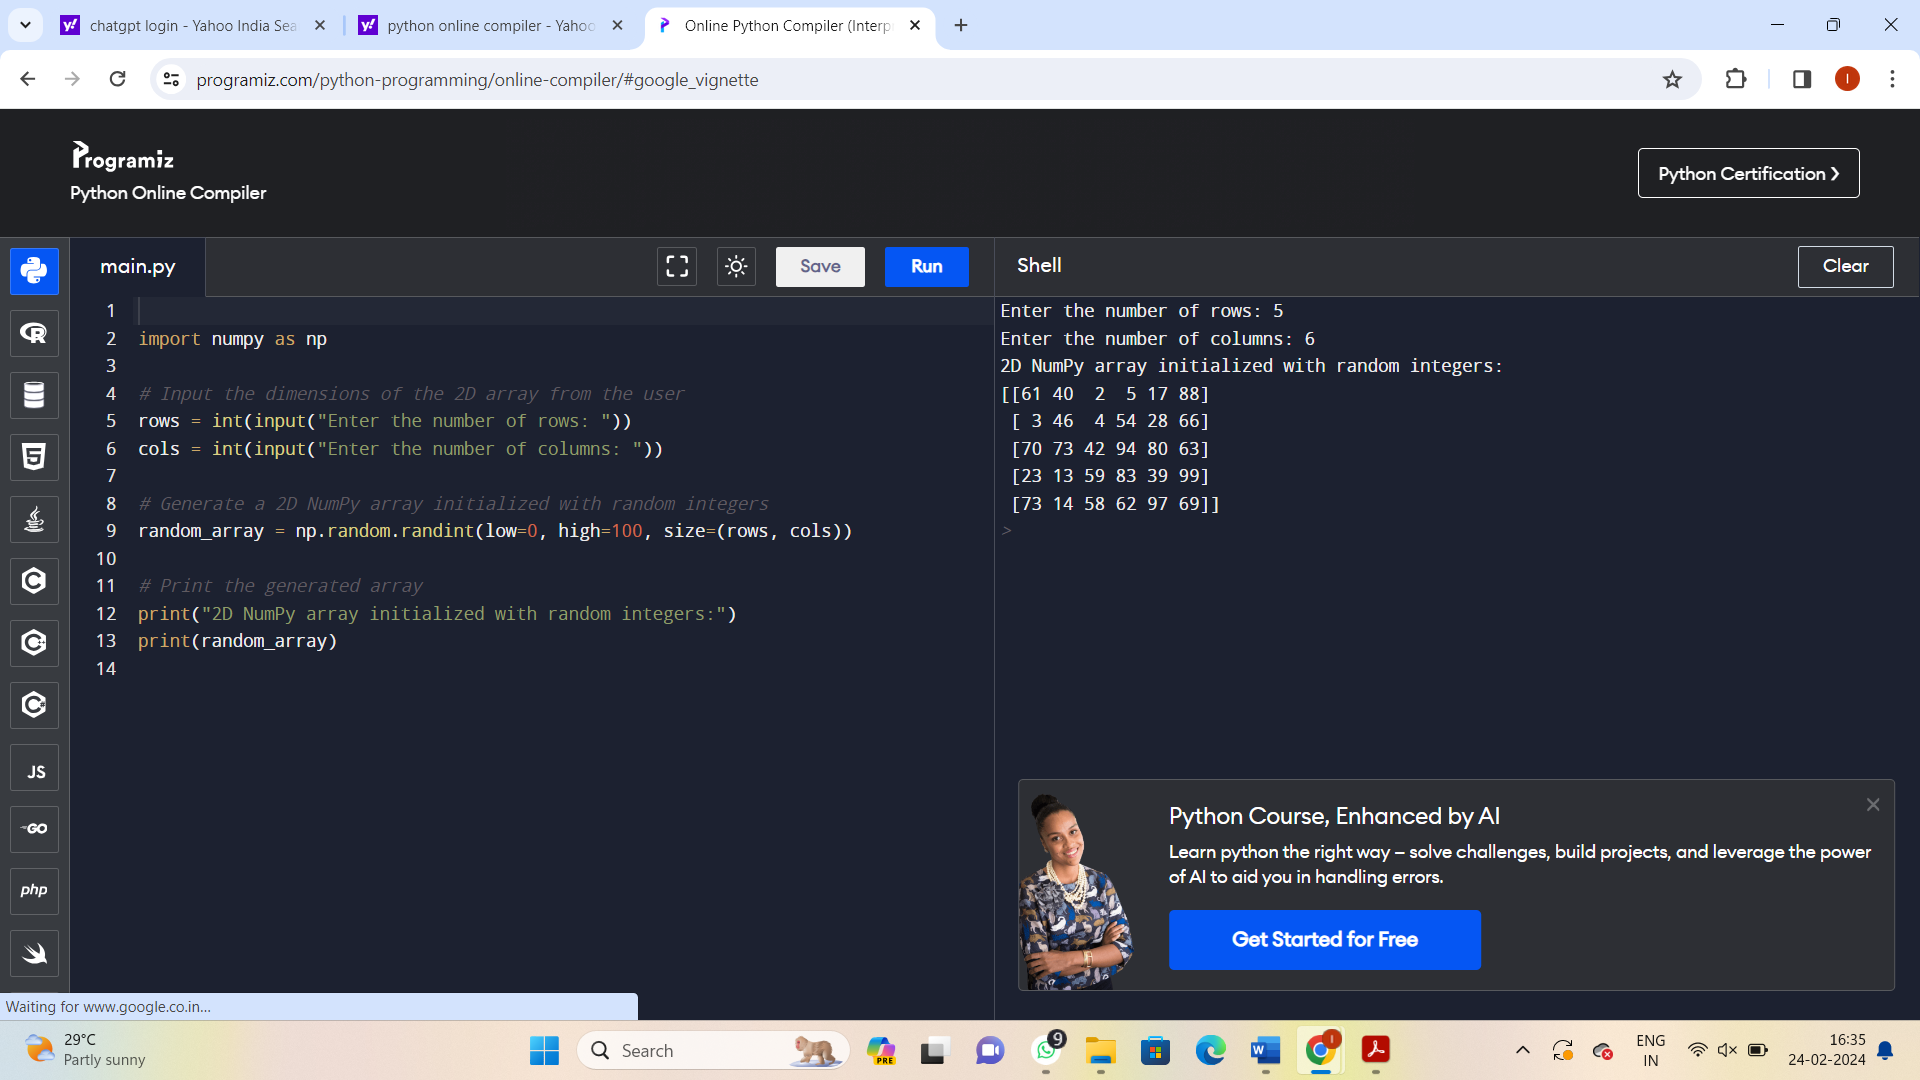 chatgpt login - Yahoo India Sea
python online compiler - Yahoo
Online Python Compiler (Interp
programiz.com/python-programming/online-compiler/#google_vignette
I
Programiz
Python Online Compiler
Python Certification ❯
main.py
Save
Run
Shell
Clear
1
2 import numpy as np
3
4 # Input the dimensions of the 2D array from the user
5 rows = int(input("Enter the number of rows: "))
6 cols = int(input("Enter the number of columns: "))
7
8 # Generate a 2D NumPy array initialized with random integers
9 random_array = np.random.randint(low=0, high=100, size=(rows, cols))
10
11 # Print the generated array
12 print("2D NumPy array initialized with random integers:")
13 print(random_array)
14
Enter the number of rows: 5
Enter the number of columns: 6
2D NumPy array initialized with random integers:
[[61 40  2  5 17 88]
 [ 3 46  4 54 28 66]
 [70 73 42 94 80 63]
 [23 13 59 83 39 99]
 [73 14 58 62 97 69]]
>
R
5
C
C
C
JS
GO
php
Python Course, Enhanced by AI
Learn python the right way – solve challenges, build projects, and leverage the power
of AI to aid you in handling errors.
Get Started for Free
Waiting for www.google.co.in...
29°C
Partly sunny
Search
PRE
9
W
I
ENG
IN
16:35
24-02-2024